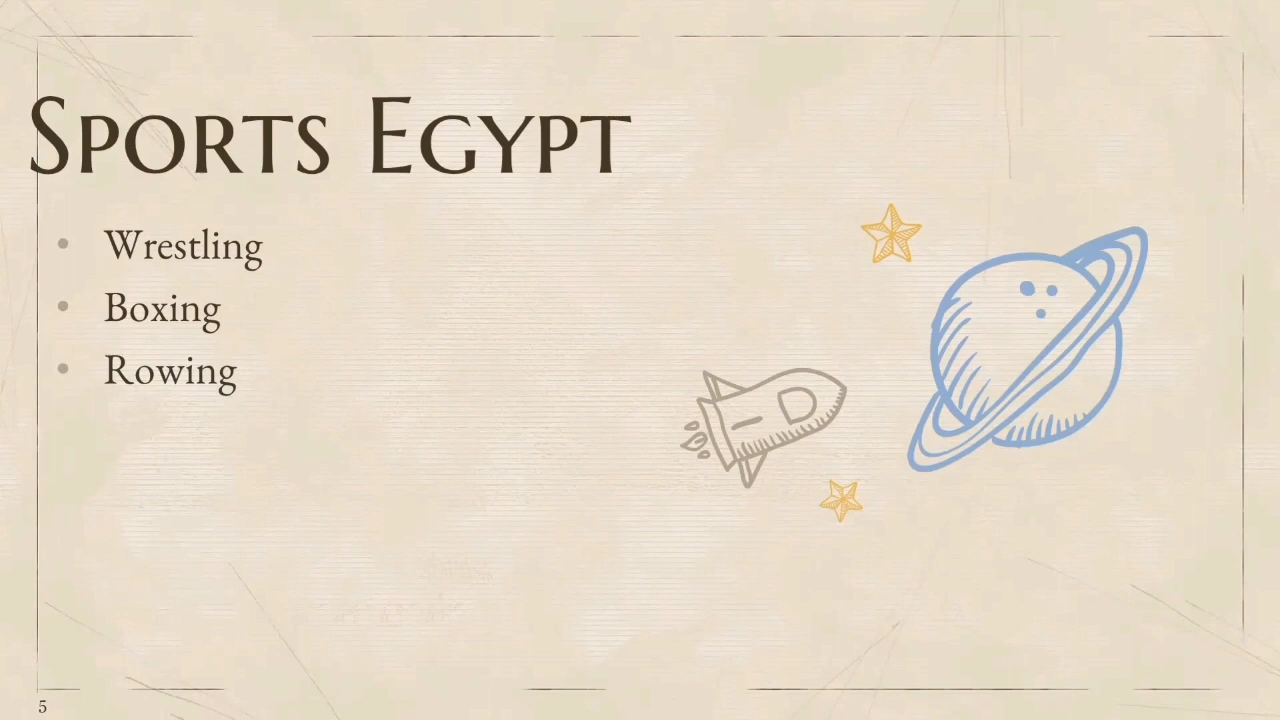 Sports Egypt
• Wrestling
• Boxing
• Rowing
5